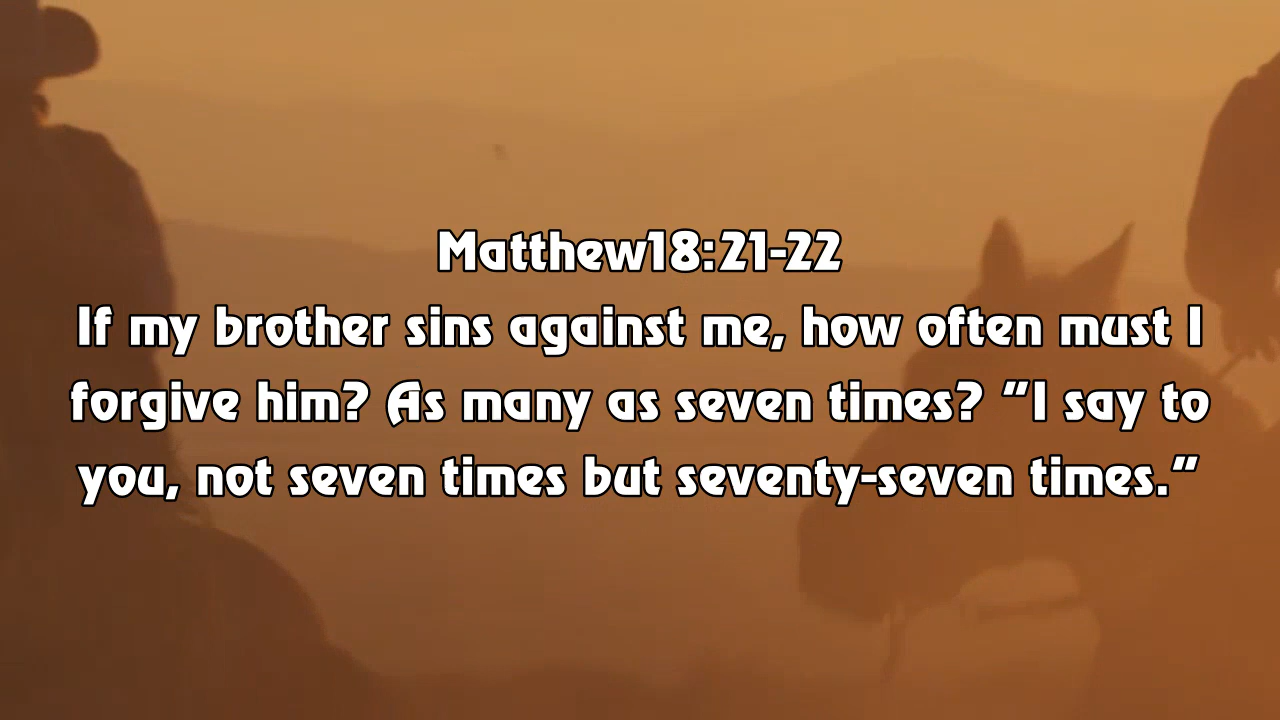 Matthew18:21-22
If my brother sins against me, how often must I
forgive him? As many as seven times? “I say to
you, not seven times but seventy-seven times.”